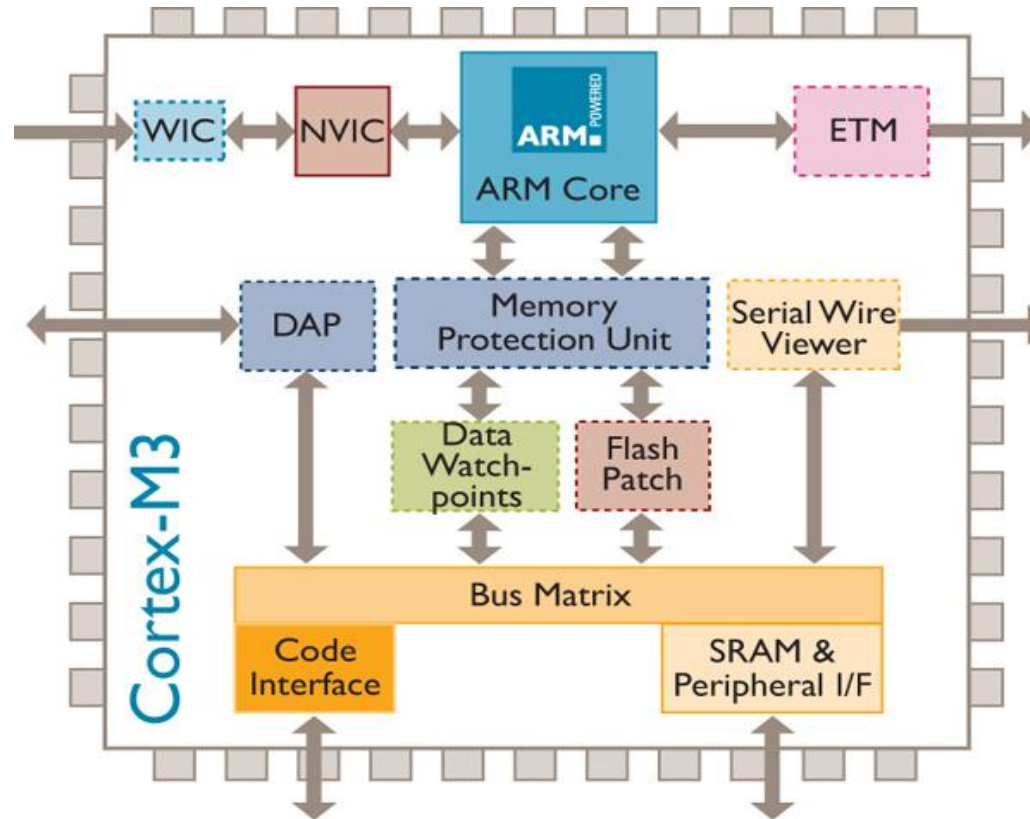 ARM POWERED
ARM Core
WIC
NVIC
ETM
DAP
Memory
Protection Unit
Serial Wire
Viewer
Data
Watch-
points
Flash
Patch
Cortex-M3
Bus Matrix
Code
Interface
SRAM &
Peripheral I/F